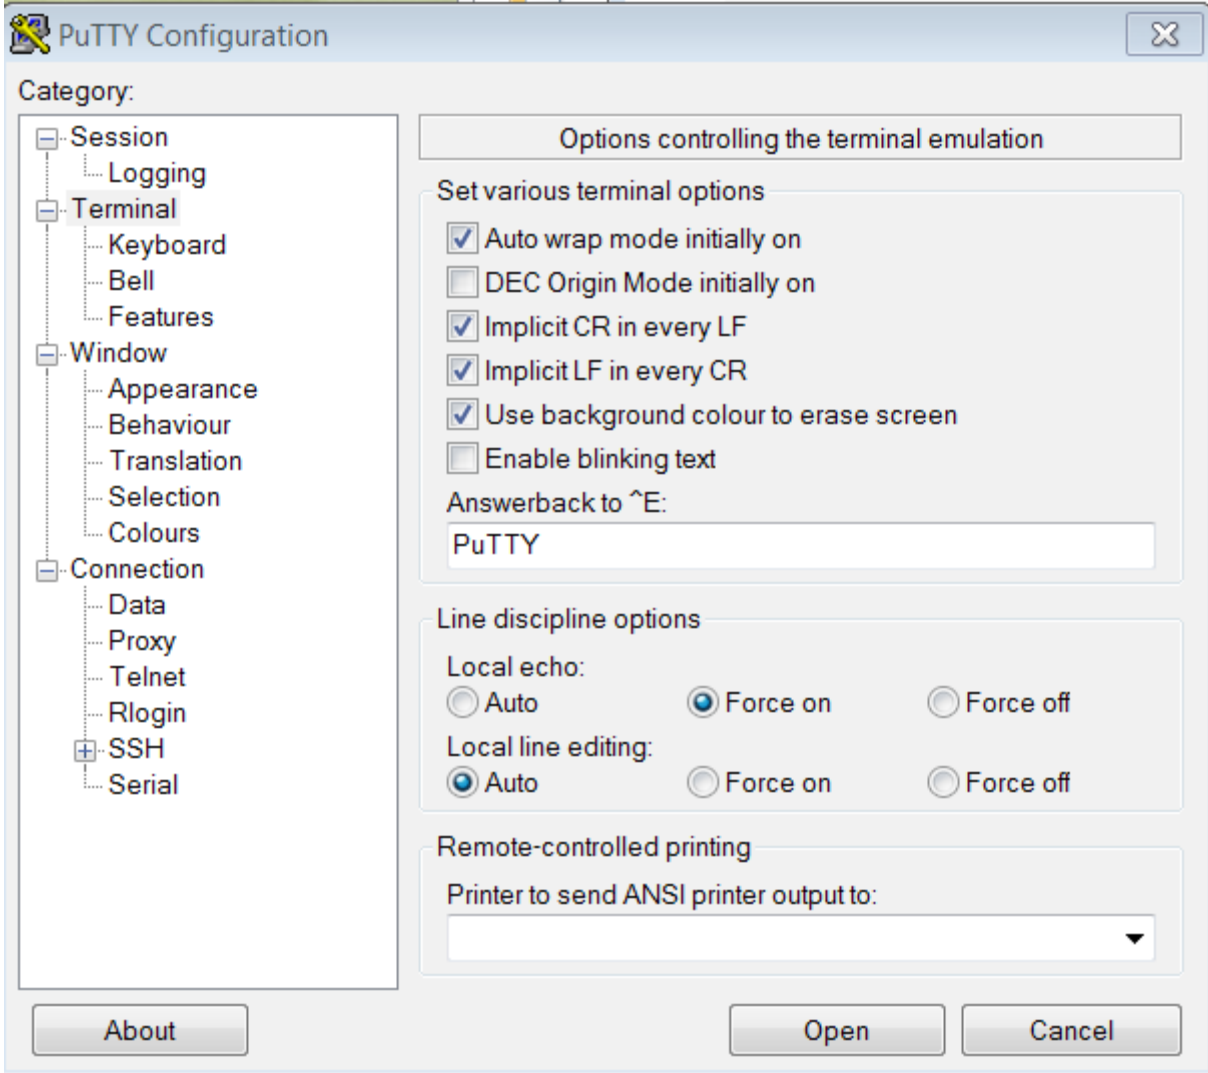 PuTTY Configuration
Category:
Session
Logging
Terminal
Keyboard
Bell
Features
Window
Appearance
Behaviour
Translation
Selection
Colours
Connection
Data
Proxy
Telnet
Rlogin
SSH
Serial
Options controlling the terminal emulation
Set various terminal options
Auto wrap mode initially on
DEC Origin Mode initially on
Implicit CR in every LF
Implicit LF in every CR
Use background colour to erase screen
Enable blinking text
Answerback to ^E:
PuTTY
Line discipline options
Local echo:
Auto Force on Force off
Local line editing:
Auto Force on Force off
Remote-controlled printing
Printer to send ANSI printer output to:
About Open Cancel